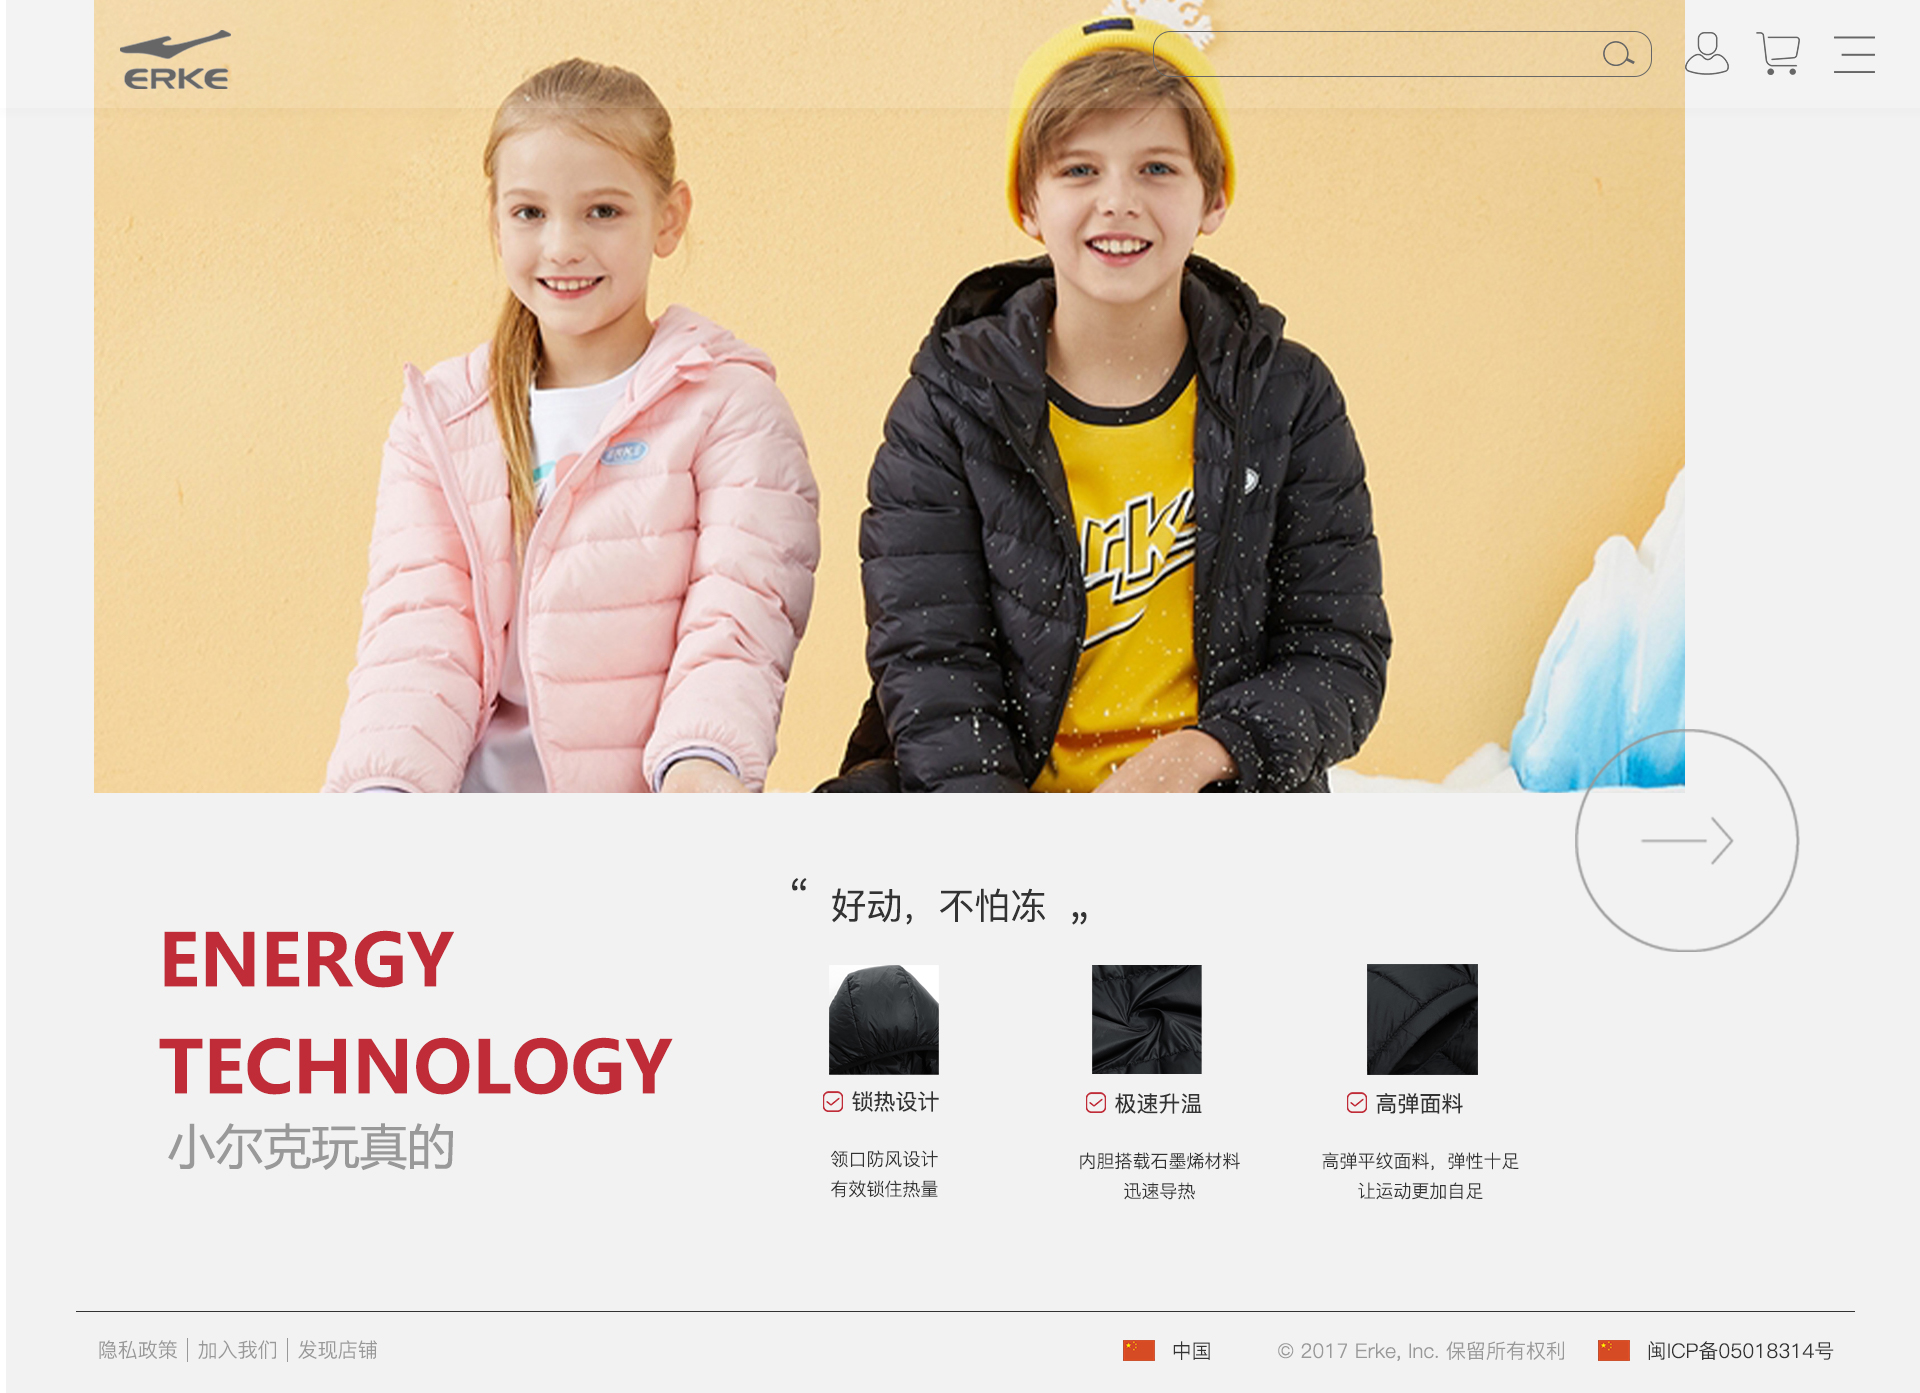 ERKE
ERKE
erke
“ 好动，不怕冻 ”
ENERGY
TECHNOLOGY
小尔克玩真的
锁热设计
领口防风设计
有效锁住热量
极速升温
内胆搭载石墨烯材料
迅速导热
高弹面料
高弹平纹面料，弹性十足
让运动更加自足
隐私政策 | 加入我们 | 发现店铺
中国
© 2017 Erke, Inc. 保留所有权利
闽ICP备05018314号